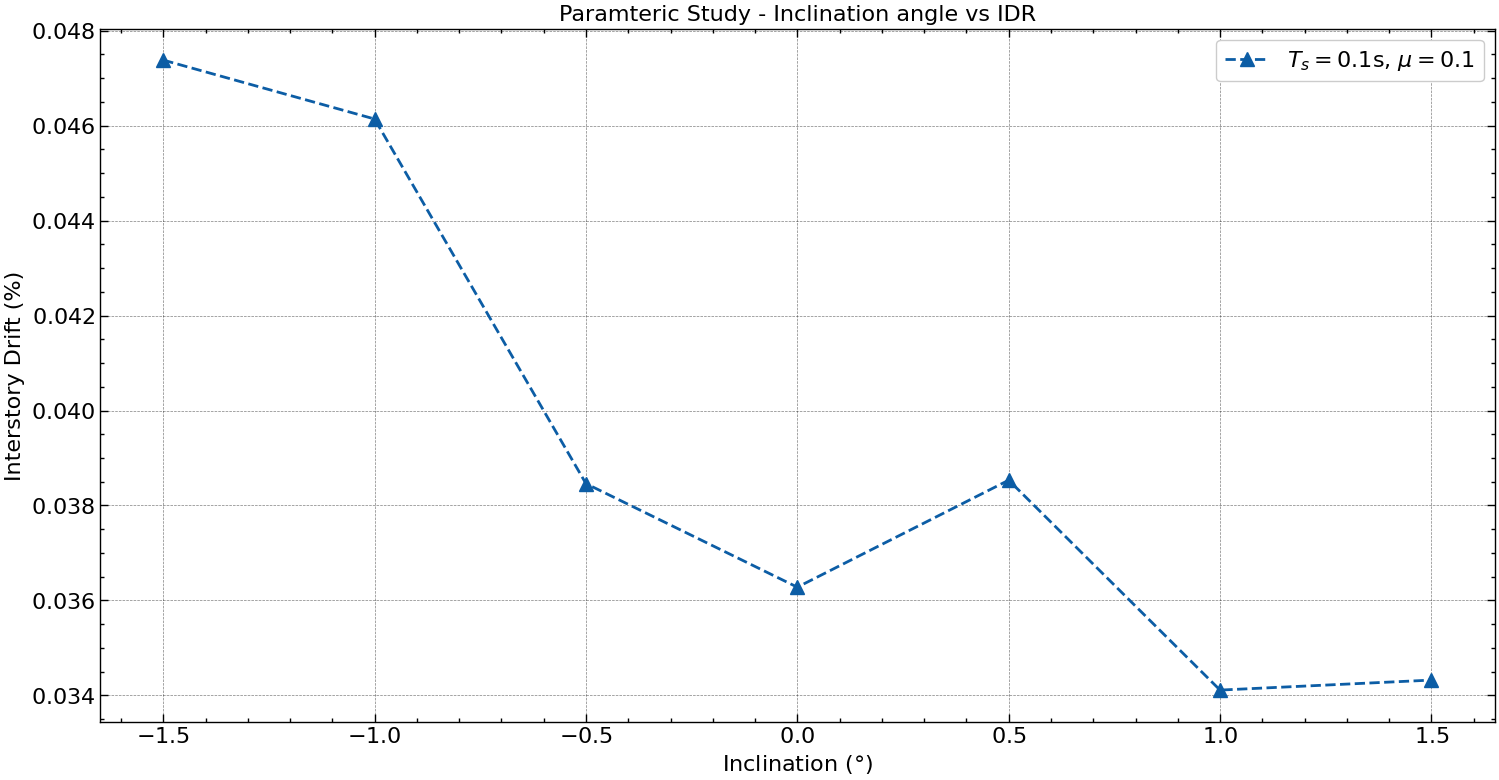 Paramteric Study - Inclination angle vs IDR
T_s = 0.1s, μ = 0.1
0.048
0.046
0.044
0.042
0.040
0.038
0.036
0.034
Interstory Drift (%)
−1.5 −1.0 −0.5 0.0 0.5 1.0 1.5
Inclination (°)